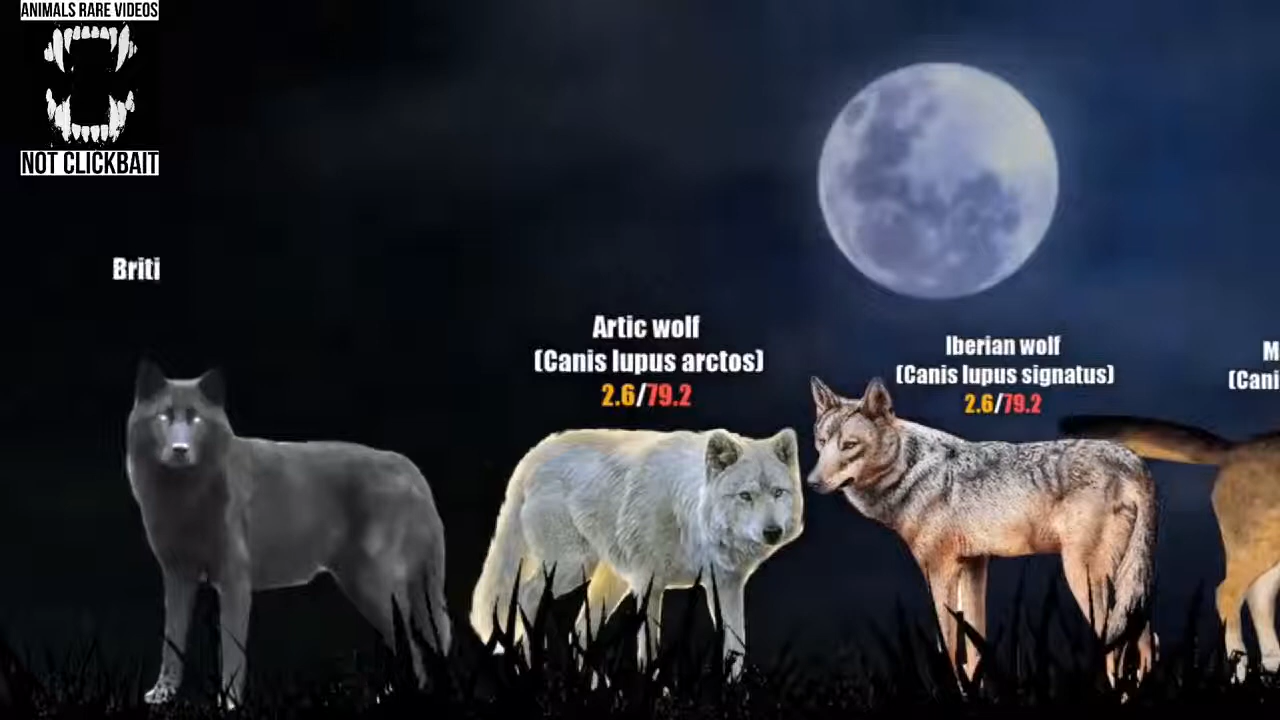 ANIMALS RARE VIDEOS
NOT CLICKBAIT
Briti
Artic wolf
(Canis lupus arctos)
2.6/79.2
Iberian wolf
(Canis lupus signatus)
2.6/79.2
M
(Cani